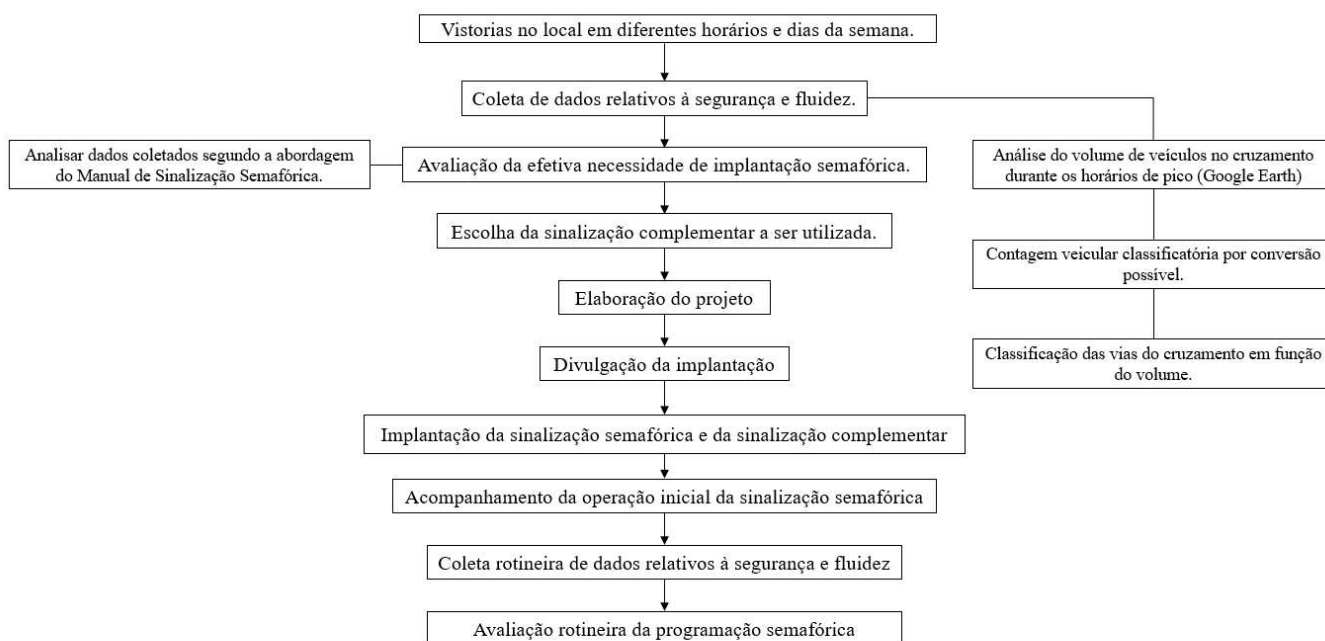 Vistorias no local em diferentes horários e dias da semana.
Coleta de dados relativos à segurança e fluidez.
Analisar dados coletados segundo a abordagem
do Manual de Sinalização Semafórica.
Avaliação da efetiva necessidade de implantação semafórica.
Análise do volume de veículos no cruzamento
durante os horários de pico (Google Earth)
Escolha da sinalização complementar a ser utilizada.
Contagem veicular classificatória por conversão
possível.
Elaboração do projeto
Divulgação da implantação
Classificação das vias do cruzamento em função
do volume.
Implantação da sinalização semafórica e da sinalização complementar
Acompanhamento da operação inicial da sinalização semafórica
Coleta rotineira de dados relativos à segurança e fluidez
Avaliação rotineira da programação semafórica